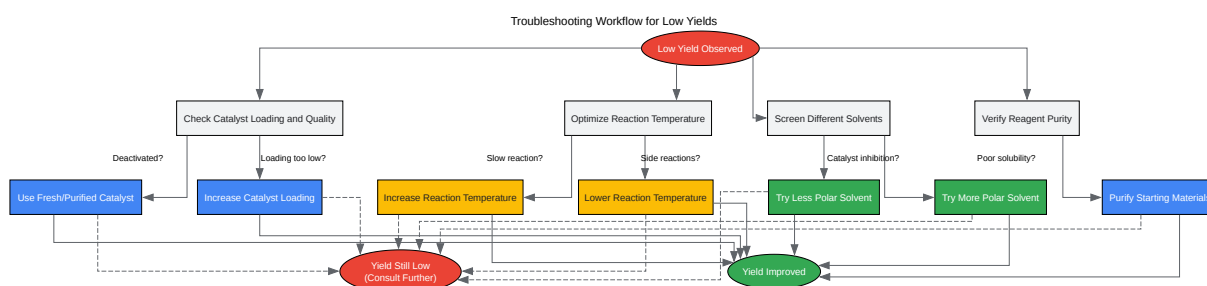 Troubleshooting Workflow for Low Yields
Low Yield Observed
Check Catalyst Loading and Quality
Optimize Reaction Temperature
Screen Different Solvents
Verify Reagent Purity
Deactivated?
Loading too low?
Slow reaction?
Side reactions?
Catalyst inhibition?
Poor solubility?
Use Fresh/Purified Catalyst
Increase Catalyst Loading
Increase Reaction Temperature
Lower Reaction Temperature
Try Less Polar Solvent
Try More Polar Solvent
Purify Starting Materials
Yield Still Low
(Consult Further)
Yield Improved